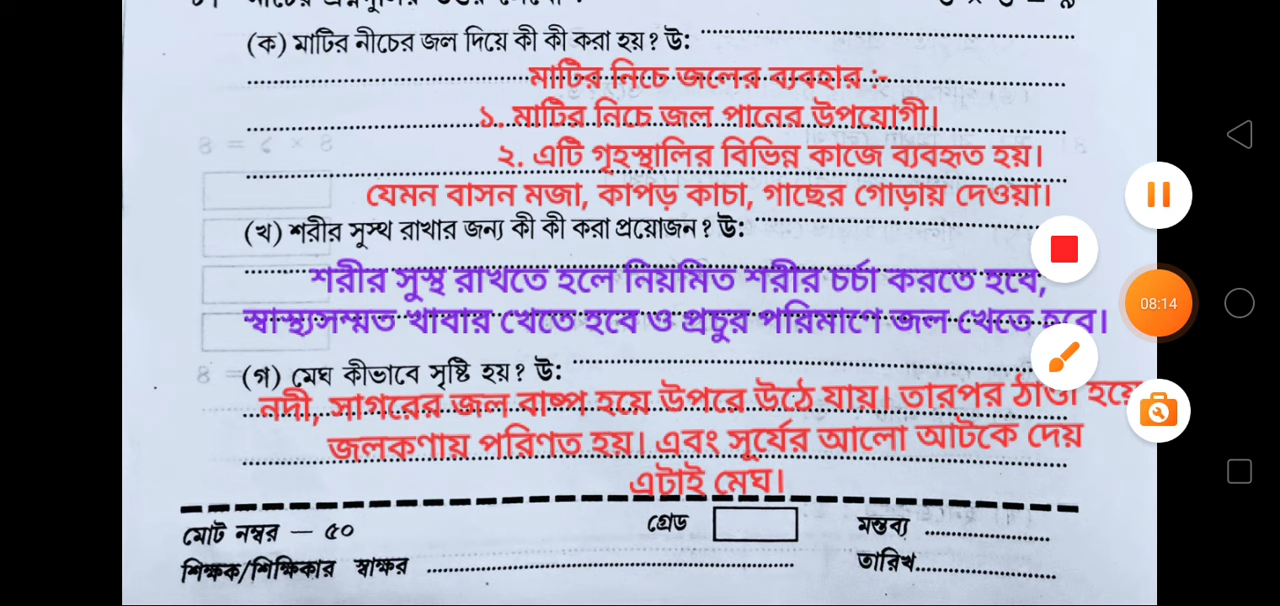 (ক) মাটির নীচের জল দিয়ে কী কী করা হয়? উ:
মাটির নিচে জলের ব্যবহার :-
১. মাটির নিচে জল পানের উপযোগী।
২. এটি গৃহস্থালির বিভিন্ন কাজে ব্যবহৃত হয়।
যেমন বাসন মজা, কাপড় কাচা, গাছের গোড়ায় দেওয়া।
(খ) শরীর সুস্থ রাখার জন্য কী কী করা প্রয়োজন? উ:
শরীর সুস্থ রাখতে হলে নিয়মিত শরীর চর্চা করতে হবে,
স্বাস্থ্যসম্মত খাবার খেতে হবে ও প্রচুর পরিমাণে জল খেতে হবে।
08:14
(গ) মেঘ কীভাবে সৃষ্টি হয়? উ:
নদী, সাগরের জল বাষ্প হয়ে উপরে উঠে যায়। তারপর ঠান্ডা হয়ে
জলকণায় পরিণত হয়। এবং সূর্যের আলো আটকে দেয়
এটাই মেঘ।
মোট নম্বর — ৫০ গ্রেড মন্তব্য
শিক্ষক/শিক্ষিকার স্বাক্ষর তারিখ